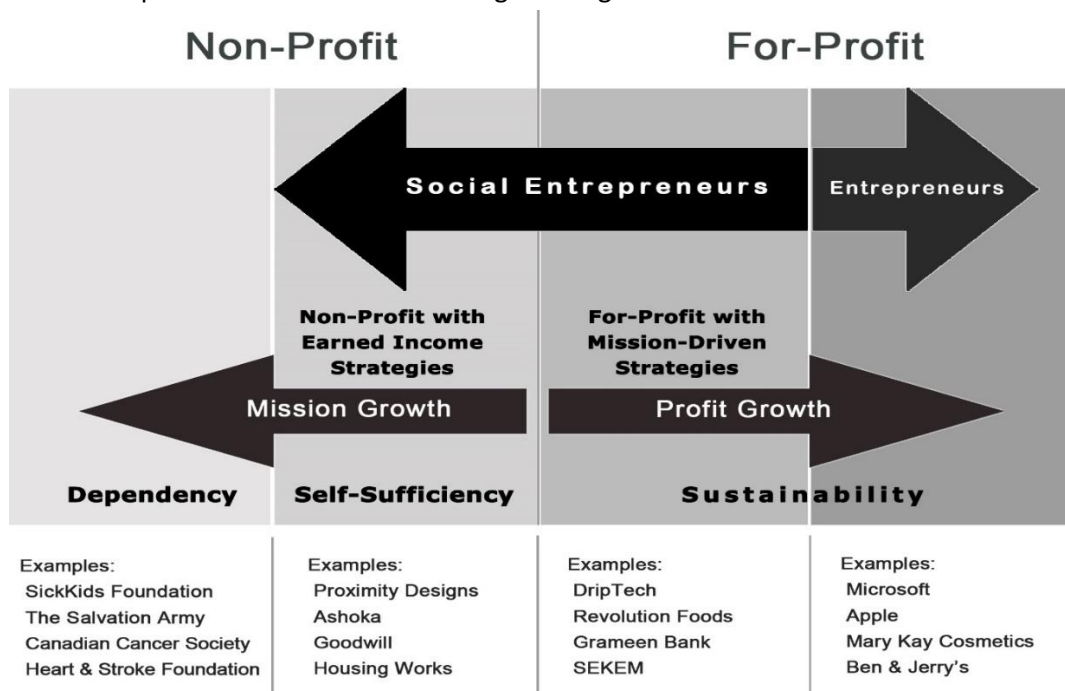 Non-Profit
For-Profit
Social Entrepreneurs
Entrepreneurs
Non-Profit with
Earned Income
Strategies
For-Profit with
Mission-Driven
Strategies
Mission Growth
Profit Growth
Dependency
Self-Sufficiency
Sustainability
Examples:
SickKids Foundation
The Salvation Army
Canadian Cancer Society
Heart & Stroke Foundation
Examples:
Proximity Designs
Ashoka
Goodwill
Housing Works
Examples:
DripTech
Revolution Foods
Grameen Bank
SEKEM
Examples:
Microsoft
Apple
Mary Kay Cosmetics
Ben & Jerry's